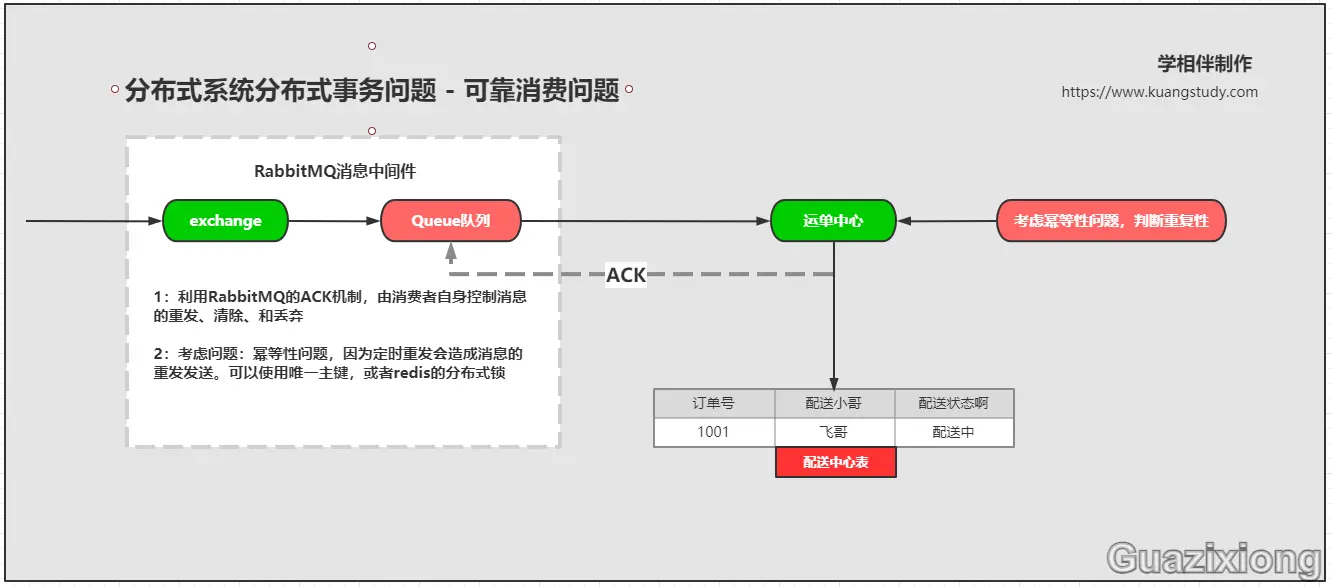 学相伴制作
https://www.kuangstudy.com
分布式系统分布式事务问题 - 可靠消费问题
RabbitMQ消息中间件
exchange
Queue队列
运单中心
考虑幂等性问题，判断重复性
ACK
1：利用RabbitMQ的ACK机制，由消费者自身控制消息
的重发、清除、和丢弃
2：考虑问题：幂等性问题，因为定时重发会造成消息的
重发发送。可以使用唯一主键，或者redis的分布式锁
订单号 配送小哥 配送状态啊
1001 飞哥 配送中
配送中心表
Guazixiong